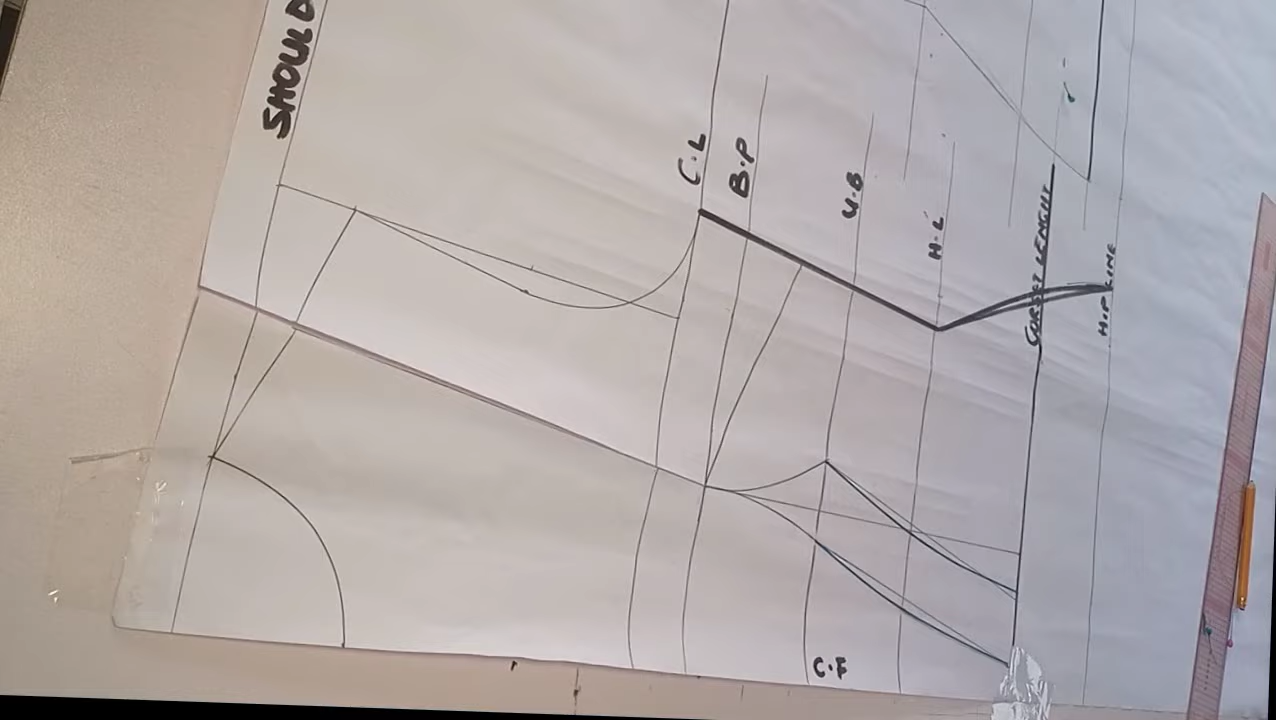 SHOULD
C.L
B.P
U.B
H.L
CORSET LENGHT
HIP LINE
C.F